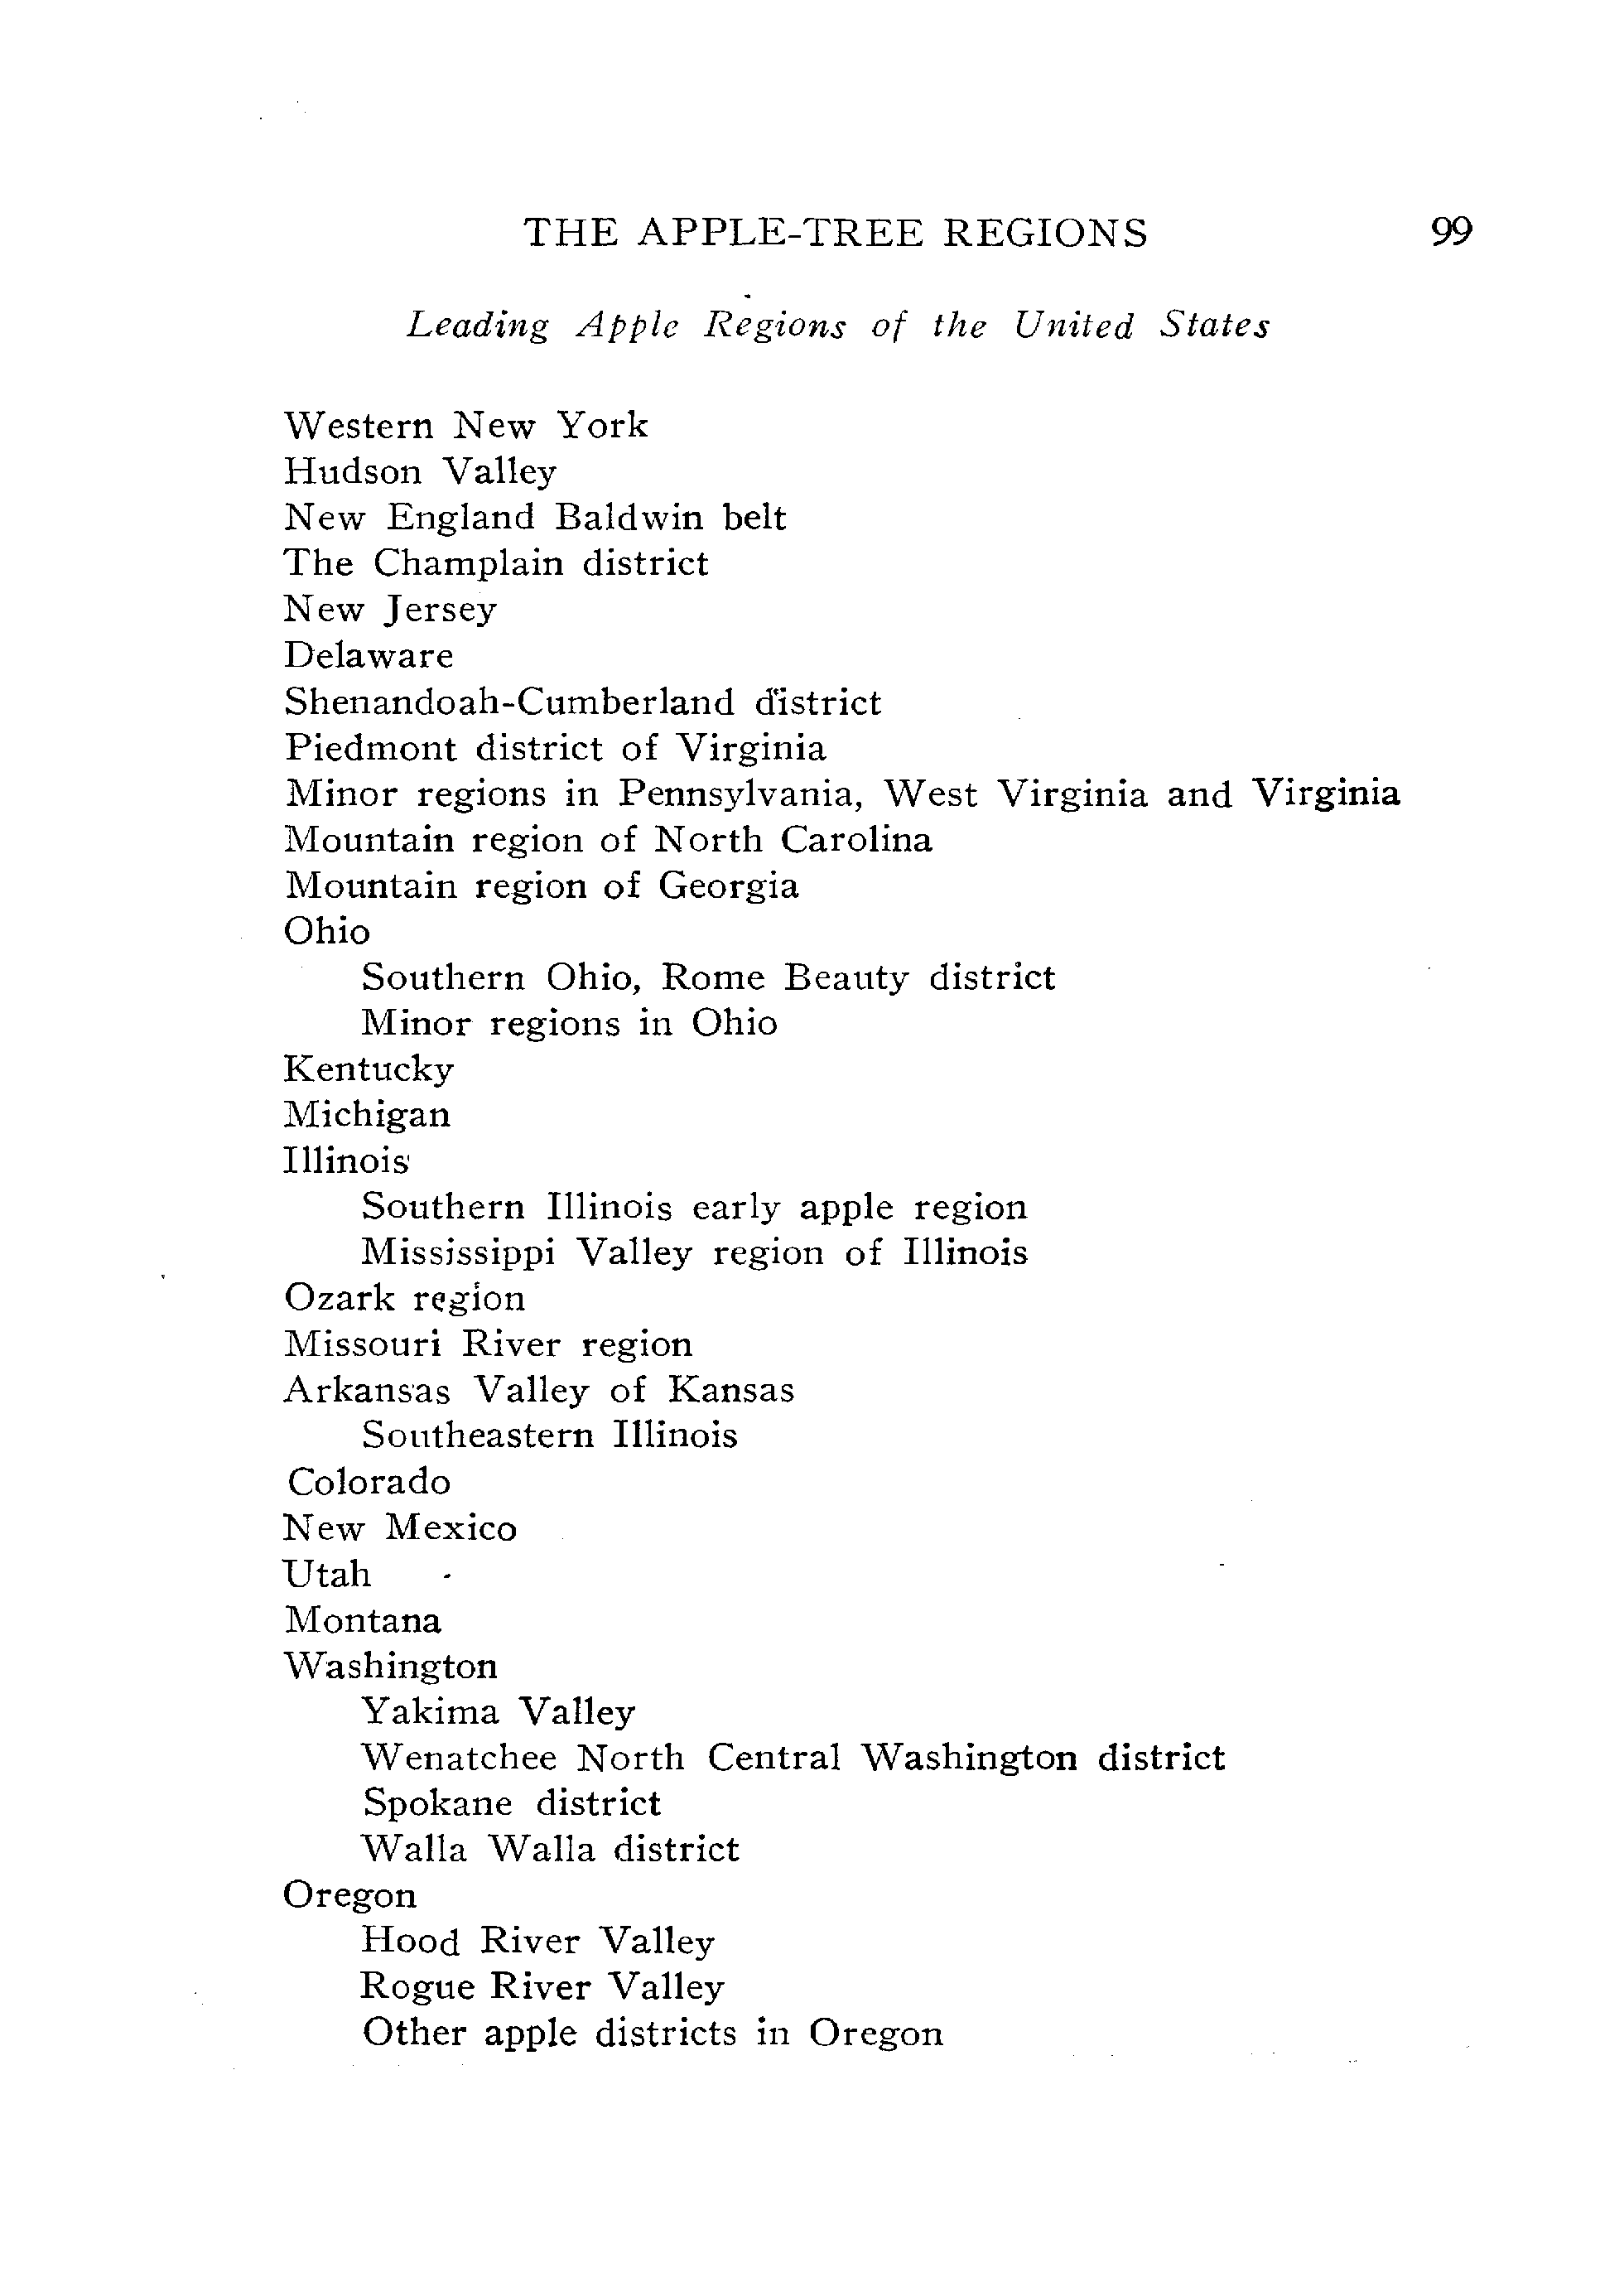 THE APPLE-TREE REGIONS 99
Leading Apple Regions of the United States
Western New York
Hudson Valley
New England Baldwin belt
The Champlain district
New Jersey
Delaware
Shenandoah-Cumberland district
Piedmont district of Virginia
Minor regions in Pennsylvania, West Virginia and Virginia
Mountain region of North Carolina
Mountain region of Georgia
Ohio
Southern Ohio, Rome Beauty district
Minor regions in Ohio
Kentucky
Michigan
Illinois
Southern Illinois early apple region
Mississippi Valley region of Illinois
Ozark region
Missouri River region
Arkansas Valley of Kansas
Southeastern Illinois
Colorado
New Mexico
Utah
Montana
Washington
Yakima Valley
Wenatchee North Central Washington district
Spokane district
Walla Walla district
Oregon
Hood River Valley
Rogue River Valley
Other apple districts in Oregon